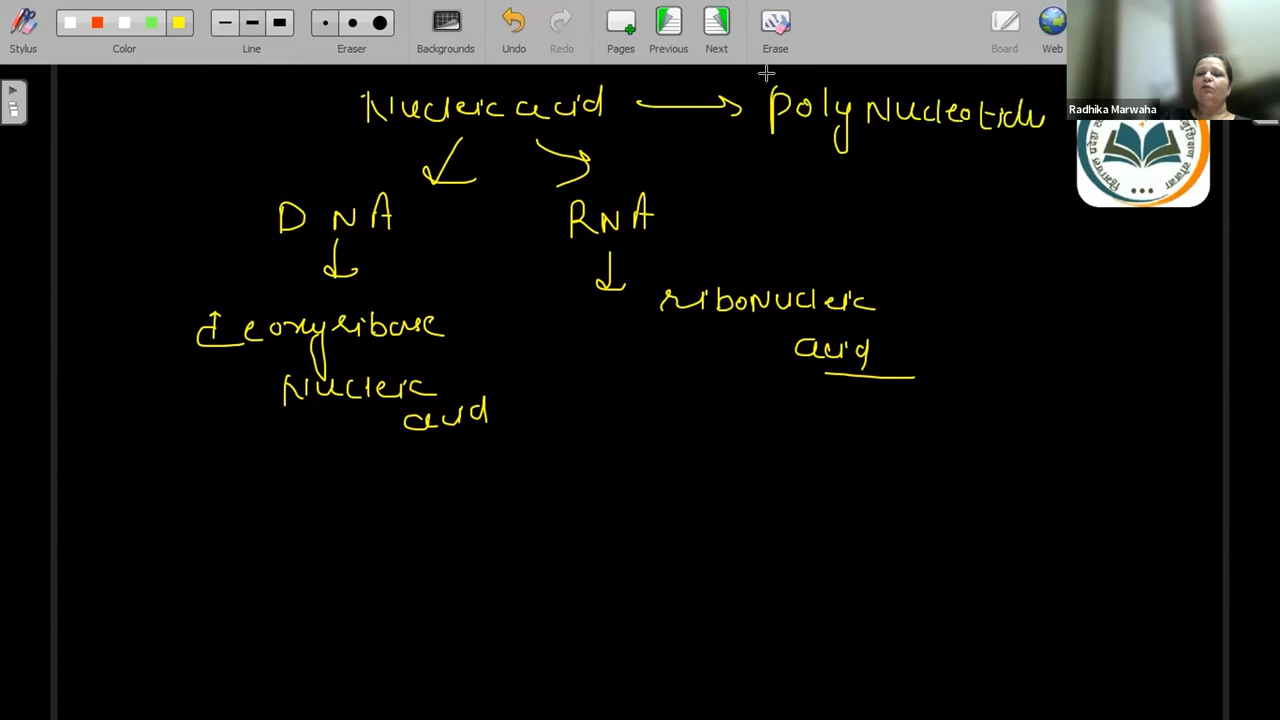 Stylus
Color
Line
Eraser
Backgrounds
Undo
Redo
Pages
Previous
Next
Erase
Board
Web
Radhika Marwaha
Nucleic acid → Poly Nucleotide
DNA RNA
deoxyribose
Nucleic
acid
ribonucleic
acid